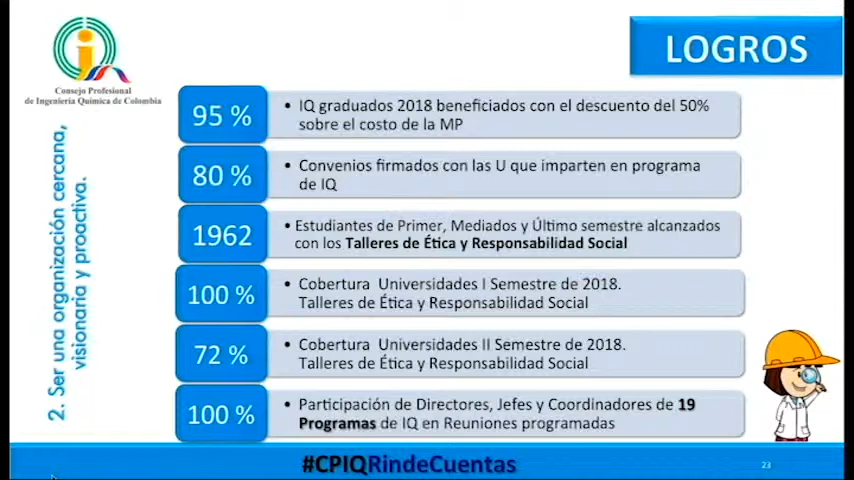 LOGROS
Consejo Profesional
de Ingeniería Química de Colombia
2. Ser una organización cercana,
visionaria y proactiva.
95 %
• IQ graduados 2018 beneficiados con el descuento del 50%
sobre el costo de la MP
80 %
• Convenios firmados con las U que imparten en programa
de IQ
1962
• Estudiantes de Primer, Mediados y Último semestre alcanzados
con los Talleres de Ética y Responsabilidad Social
100 %
• Cobertura Universidades I Semestre de 2018.
Talleres de Ética y Responsabilidad Social
72 %
• Cobertura Universidades II Semestre de 2018.
Talleres de Ética y Responsabilidad Social
100 %
• Participación de Directores, Jefes y Coordinadores de 19
Programas de IQ en Reuniones programadas
#CPIQRindeCuentas
23